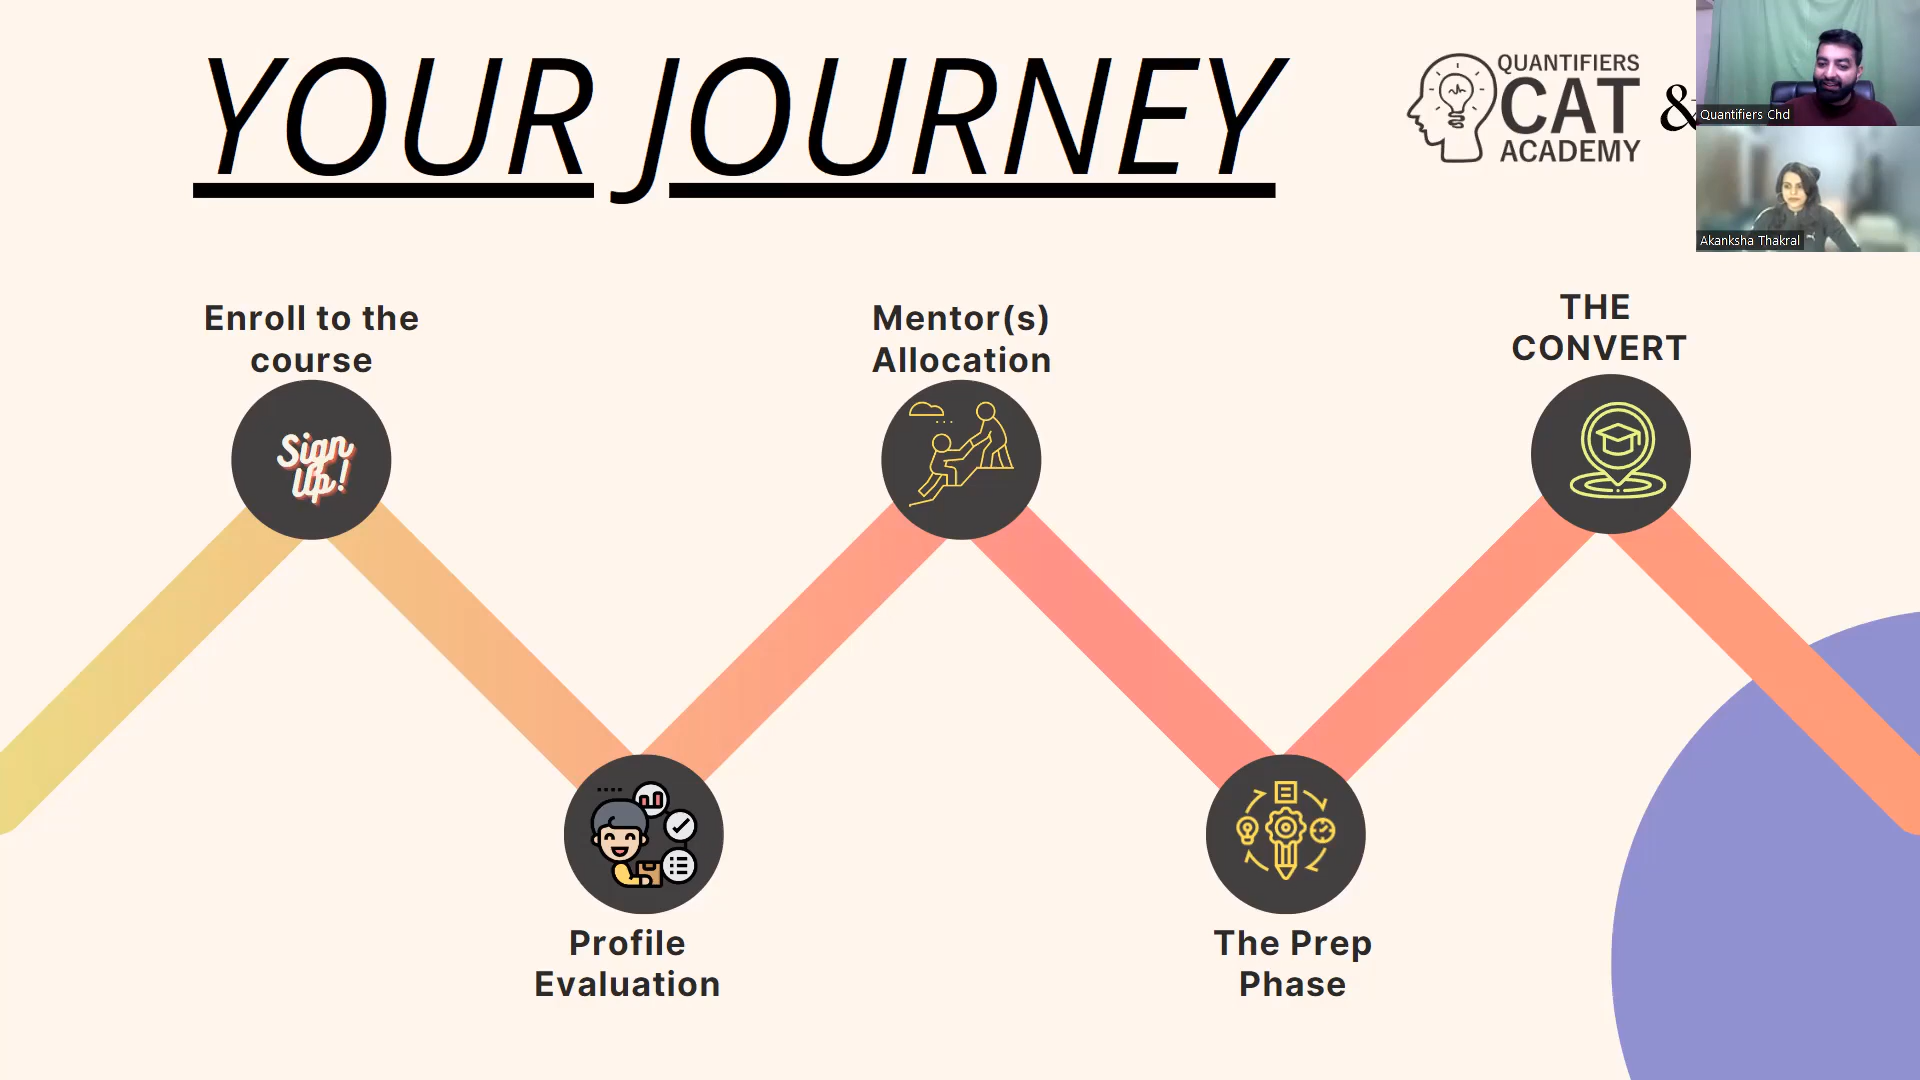 YOUR JOURNEY
QUANTIFIERS
CAT
ACADEMY
&
Quantifiers Chd
Akanksha Thakral
Enroll to the
course
Mentor(s)
Allocation
THE
CONVERT
Sign
Up!
Profile
Evaluation
The Prep
Phase